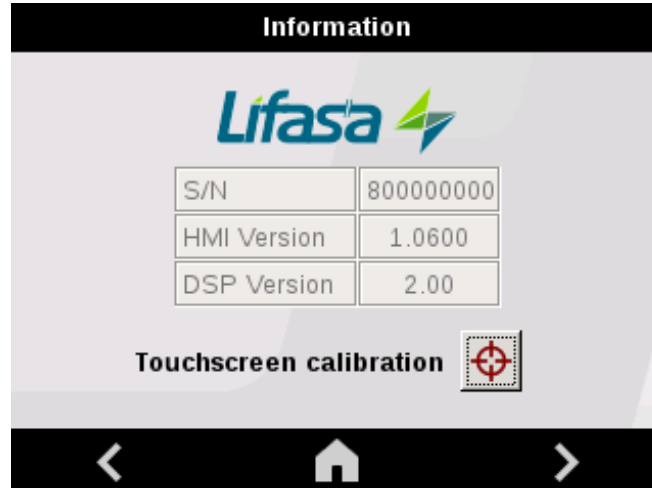 Information
Lifasa
S/N 800000000
HMI Version 1.0600
DSP Version 2.00
Touchscreen calibration